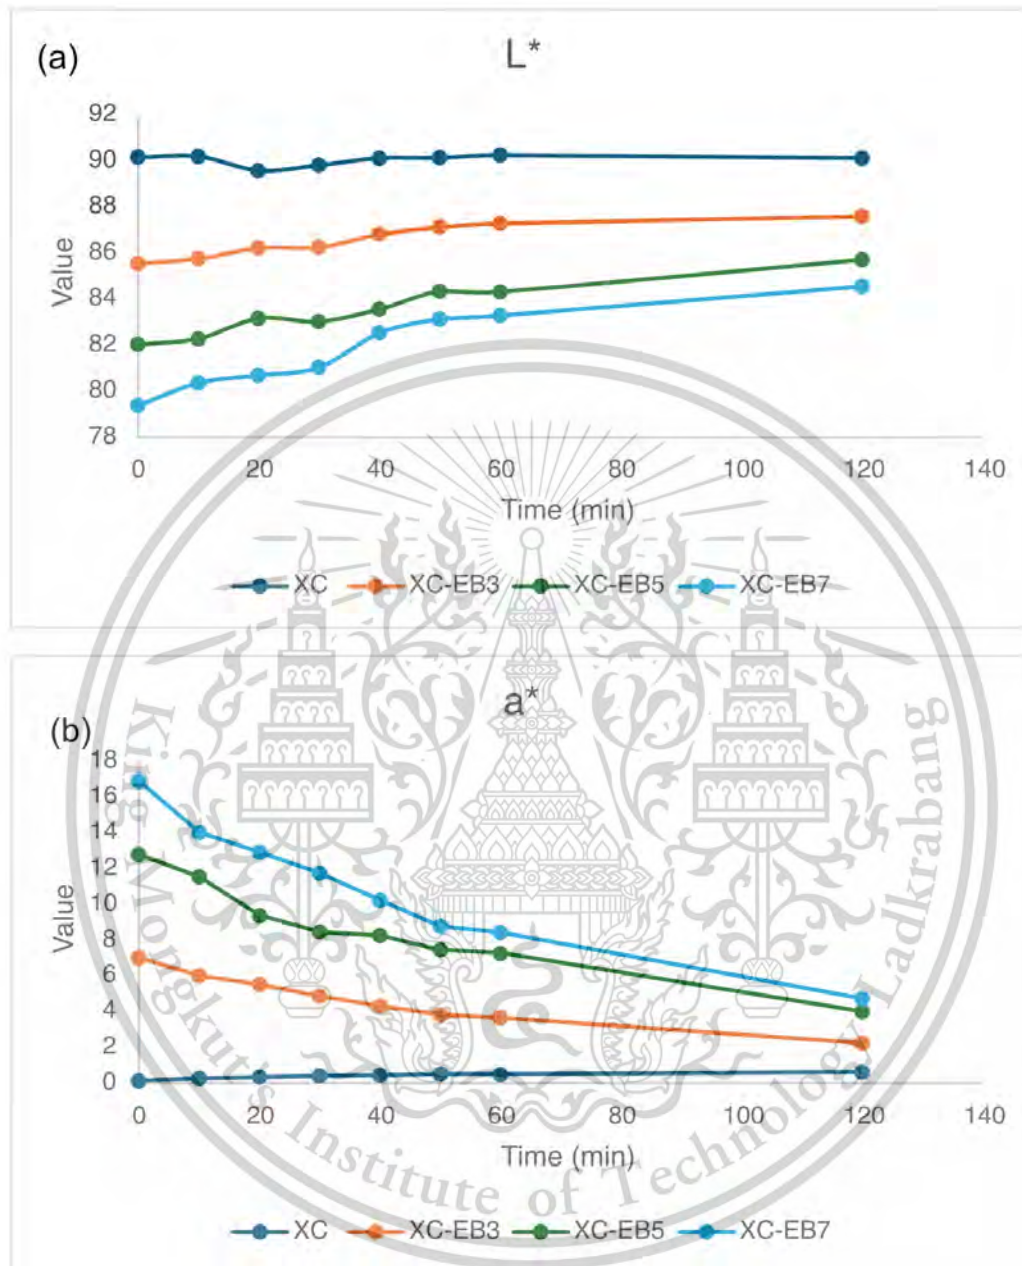 (a)
L*
92
90
88
86
84
82
80
78
Value
0 20 40 60 80 100 120 140
Time (min)
XC XC-EB3 XC-EB5 XC-EB7
(b)
a*
18
16
14
12
10
8
6
4
2
0
Value
0 20 40 60 80 100 120 140
Time (min)
XC XC-EB3 XC-EB5 XC-EB7
King Mongkut's Institute of Technology Ladkrabang